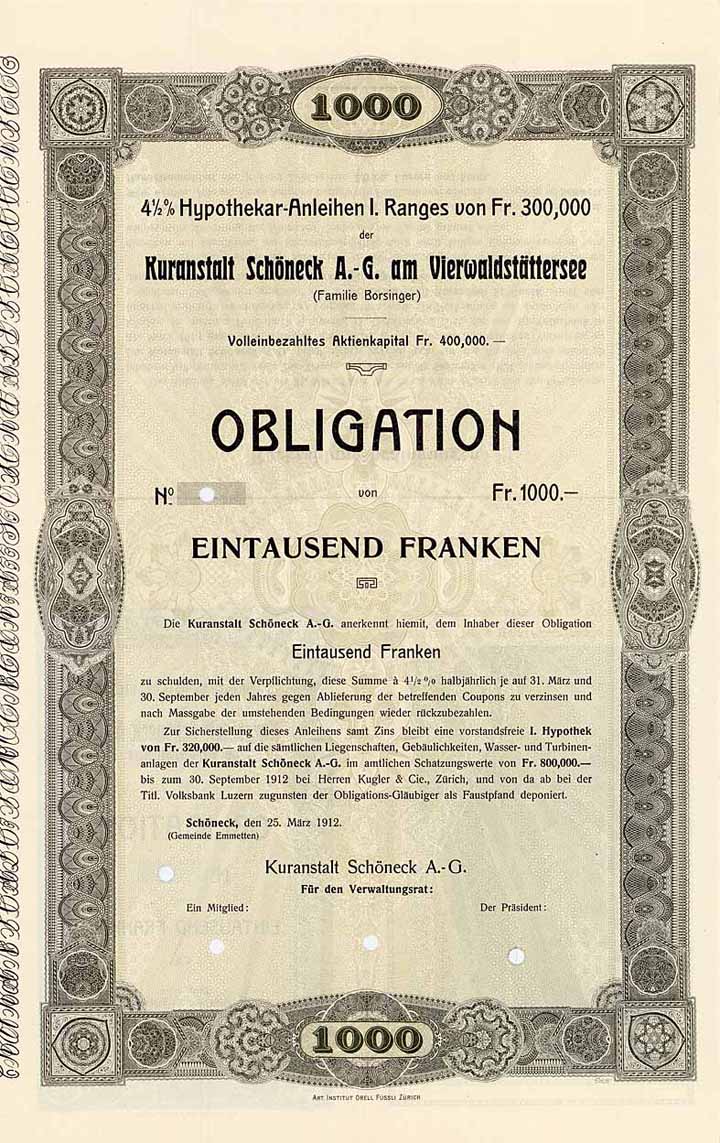 1000
4½% Hypothekar-Anleihen I. Ranges von Fr. 300,000
der
Kuranstalt Schöneck A.-G. am Vierwaldstättersee
(Familie Borsinger)
Volleinbezahltes Aktienkapital Fr. 400,000.—
OBLIGATION
No von Fr. 1000.—
EINTAUSEND FRANKEN
Die Kuranstalt Schöneck A.-G. anerkennt hiemit, dem Inhaber dieser Obligation
Eintausend Franken
zu schulden, mit der Verpflichtung, diese Summe à 4½% halbjährlich je auf 31. März und
30. September jeden Jahres gegen Ablieferung der betreffenden Coupons zu verzinsen und
nach Massgabe der umstehenden Bedingungen wieder rückzubezahlen.
Zur Sicherstellung dieses Anleihens samt Zins bleibt eine vorstandsfreie I. Hypothek
von Fr. 320,000.— auf die sämtlichen Liegenschaften, Gebäulichkeiten, Wasser- und Turbinen-
anlagen der Kuranstalt Schöneck A.-G. im amtlichen Schatzungswerte von Fr. 800,000.—
bis zum 30. September 1912 bei Herren Kugler & Cie., Zürich, und von da ab bei der
Titl. Volksbank Luzern zugunsten der Obligations-Gläubiger als Faustpfand deponiert.
Schöneck, den 25. März 1912.
(Gemeinde Emmetten)
Kuranstalt Schöneck A.-G.
Für den Verwaltungsrat:
Ein Mitglied: Der Präsident:
1000
ART. INSTITUT ORELL FÜSSLI ZÜRICH